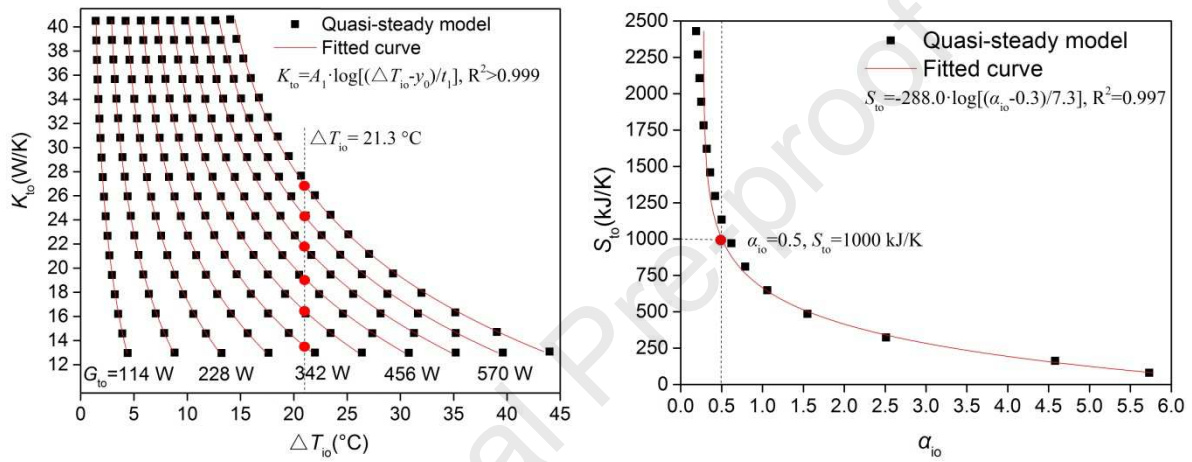 Quasi-steady model
Fitted curve
K_to=A_1·log[(△T_io-y_0)/t_1], R^2>0.999
△T_io= 21.3 °C
K_to(W/K)
40
38
36
34
32
30
28
26
24
22
20
18
16
14
12
G_to=114 W 228 W 342 W 456 W 570 W
0 5 10 15 20 25 30 35 40 45
△T_io(°C)
Quasi-steady model
Fitted curve
S_to=-288.0·log[(α_io-0.3)/7.3], R^2=0.997
α_io=0.5, S_to=1000 kJ/K
S_to(kJ/K)
2500
2250
2000
1750
1500
1250
1000
750
500
250
0
0.0 0.5 1.0 1.5 2.0 2.5 3.0 3.5 4.0 4.5 5.0 5.5 6.0
α_io
al Pre-proof